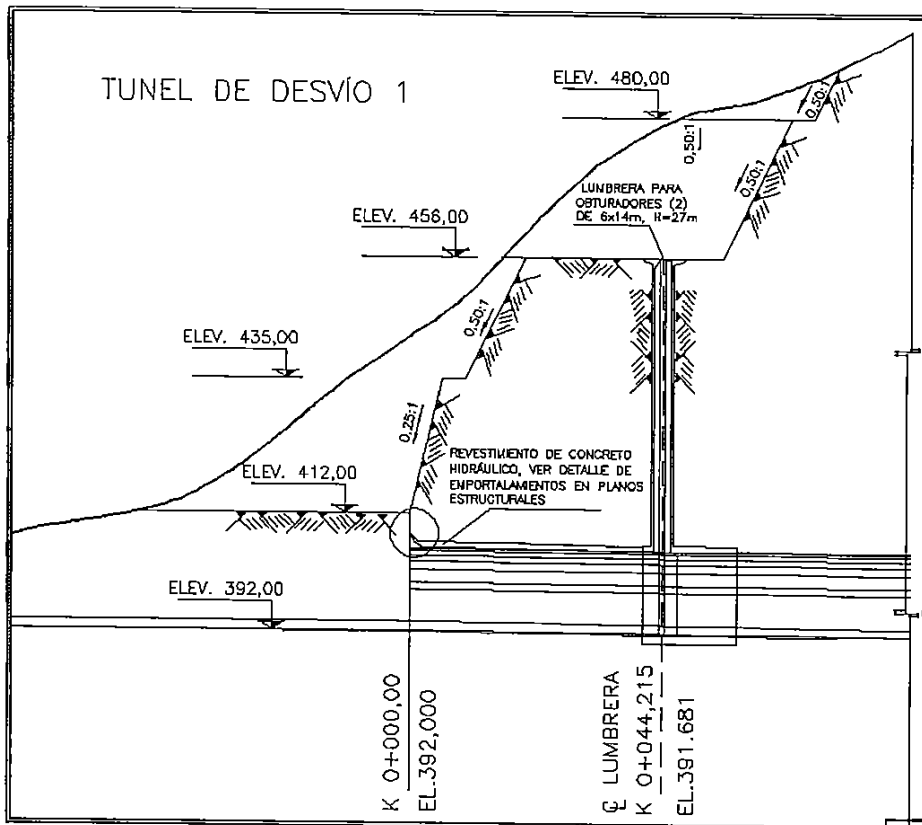 TUNEL DE DESVÍO 1
ELEV. 480,00
0,50:1
0,50:1
0,50:1
LUMBRERA PARA
OBTURADORES (2)
DE 6x14m, H=27m
ELEV. 456,00
0,50:1
ELEV. 435,00
0,25:1
REVESTIMIENTO DE CONCRETO
HIDRÁULICO, VER DETALLE DE
EMPORTALAMIENTOS EN PLANOS
ESTRUCTURALES
ELEV. 412,00
ELEV. 392,00
K 0+000,00
EL.392,000
℄ LUMBRERA
K 0+044,215
EL.391.681